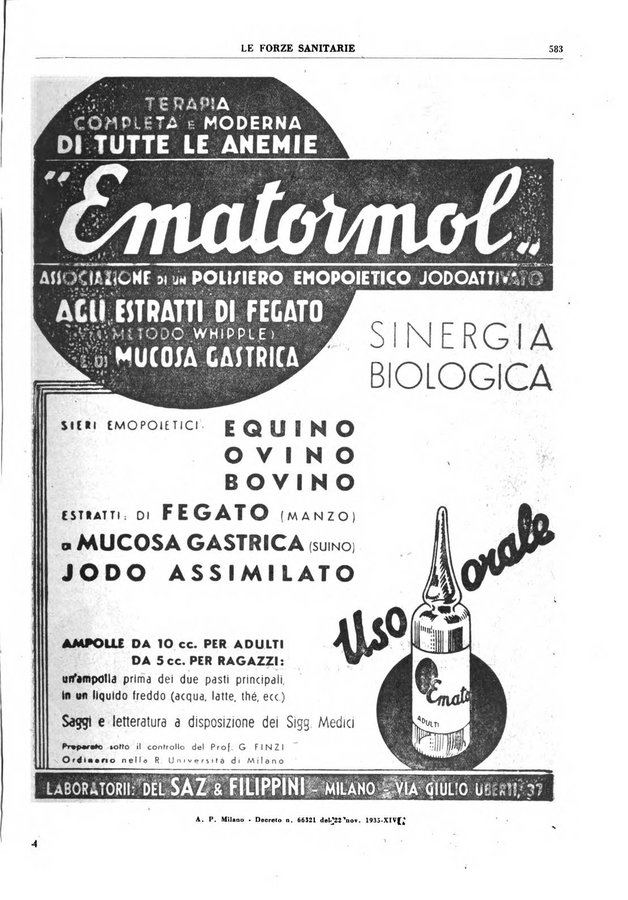 LE FORZE SANITARIE
583
TERAPIA
COMPLETA E MODERNA
DI TUTTE LE ANEMIE
"Ematormol„
ASSOCIAZIONE DI UN POLISIERO EMOPOIETICO JODOATTIVATO
AGLI ESTRATTI DI FEGATO
(METODO WHIPPLE)
E DI MUCOSA GASTRICA
SINERGIA
BIOLOGICA
SIERI EMOPOIETICI: EQUINO
OVINO
BOVINO
ESTRATTI: DI FEGATO (MANZO)
DI MUCOSA GASTRICA (SUINO)
JODO ASSIMILATO
Uso orale
Emato
ADULTI
AMPOLLE DA 10 cc. PER ADULTI
DA 5 cc. PER RAGAZZI:
un'ampolla prima dei due pasti principali,
in un liquido freddo (acqua, latte, thé, ecc.)
Saggi e letteratura a disposizione dei Sigg. Medici
Preparato sotto il controllo del Prof. G. FINZI
Ordinario nella R. Università di Milano
LABORATORII: DEL SAZ & FILIPPINI - MILANO - VIA GIULIO UBERTI, 37
A. P. Milano - Decreto n. 66321 del 22 nov. 1935-XIV
4